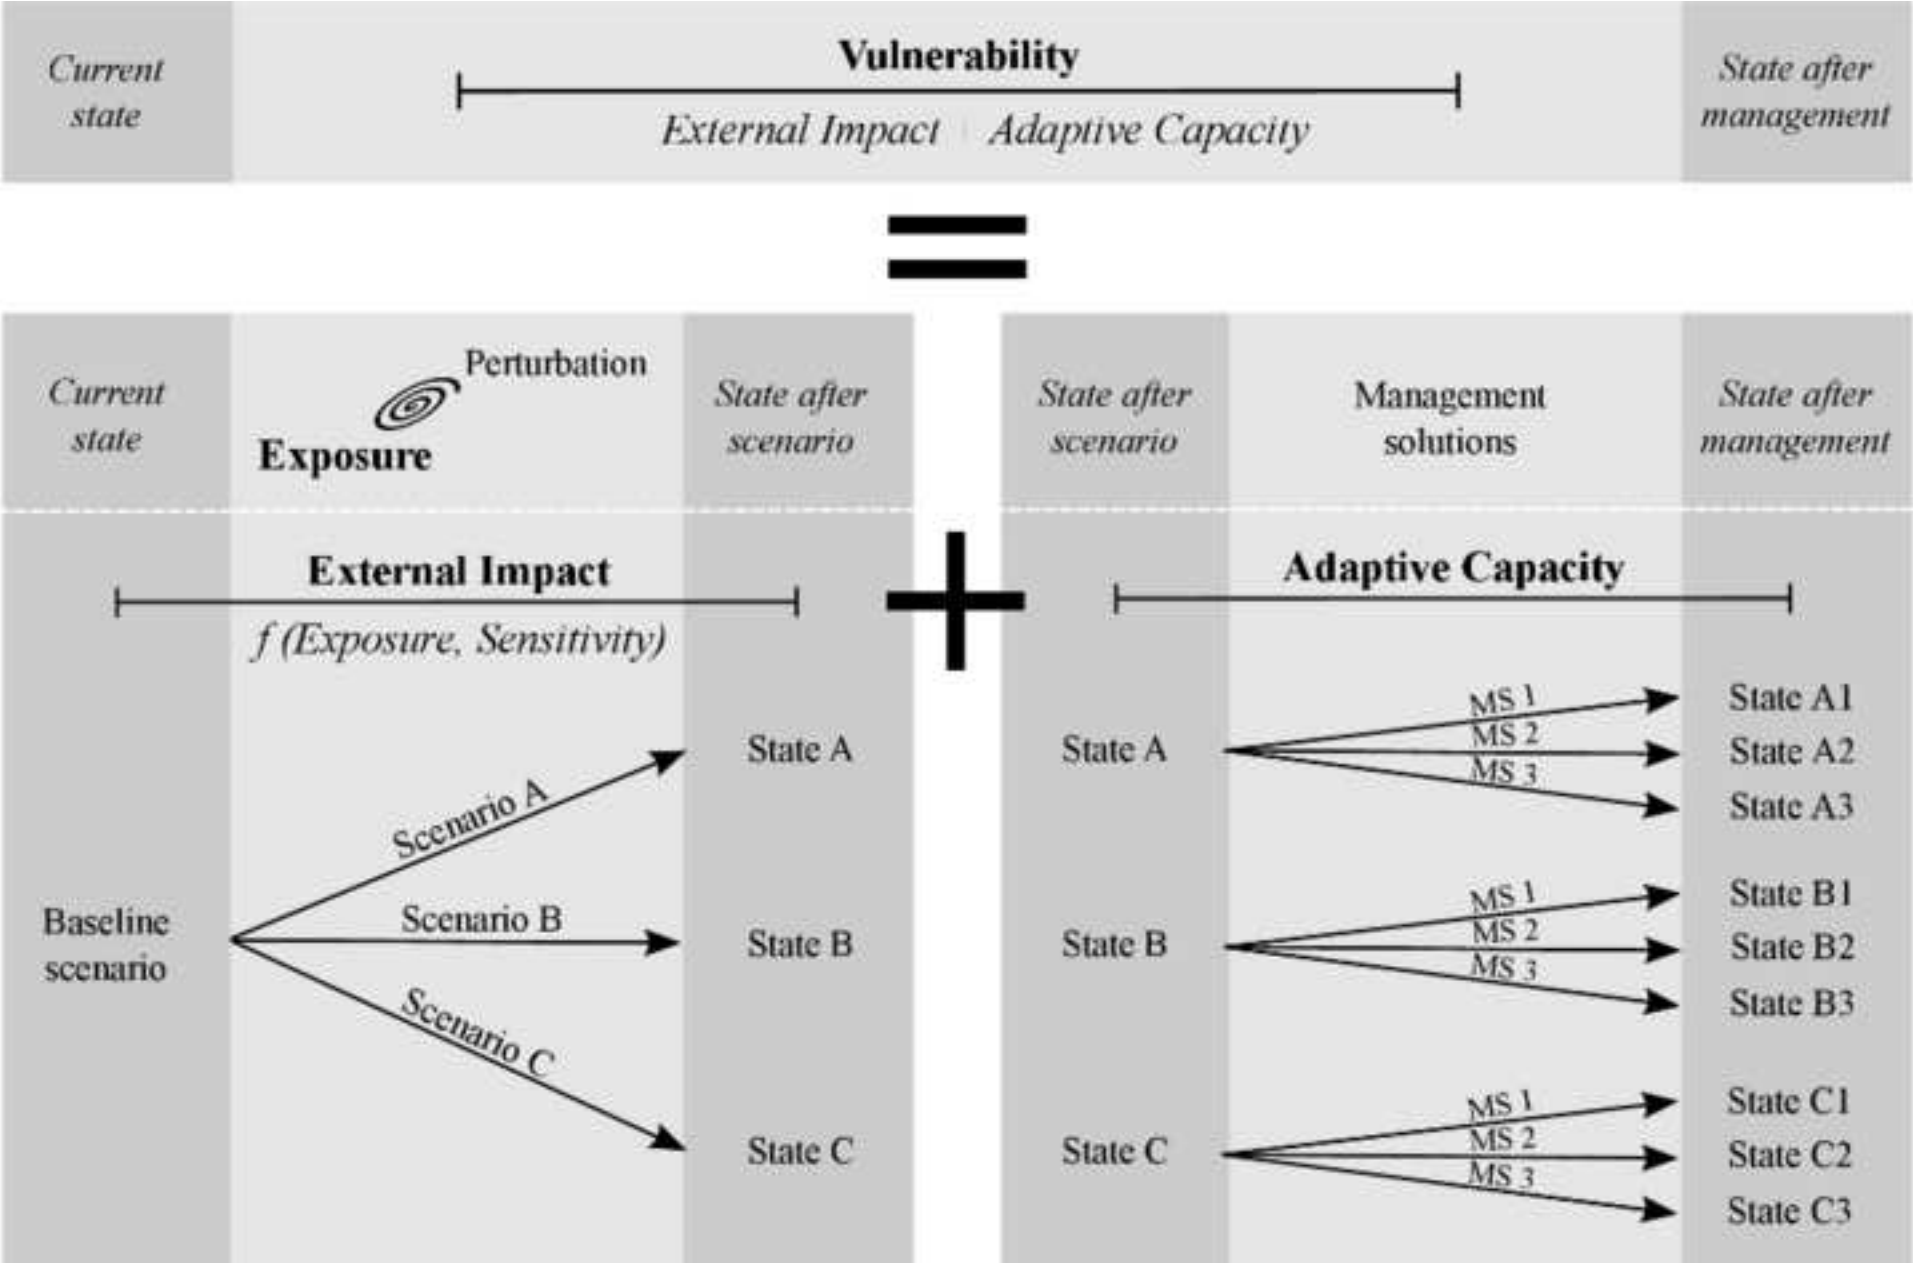 Current
state
Vulnerability
External Impact | Adaptive Capacity
State after
management
=
Current
state
Perturbation
Exposure
State after
scenario
External Impact
f (Exposure, Sensitivity)
Baseline
scenario
Scenario A
Scenario B
Scenario C
State A
State B
State C
+
State after
scenario
Management
solutions
State after
management
Adaptive Capacity
State A
MS 1
MS 2
MS 3
State A1
State A2
State A3
State B
MS 1
MS 2
MS 3
State B1
State B2
State B3
State C
MS 1
MS 2
MS 3
State C1
State C2
State C3